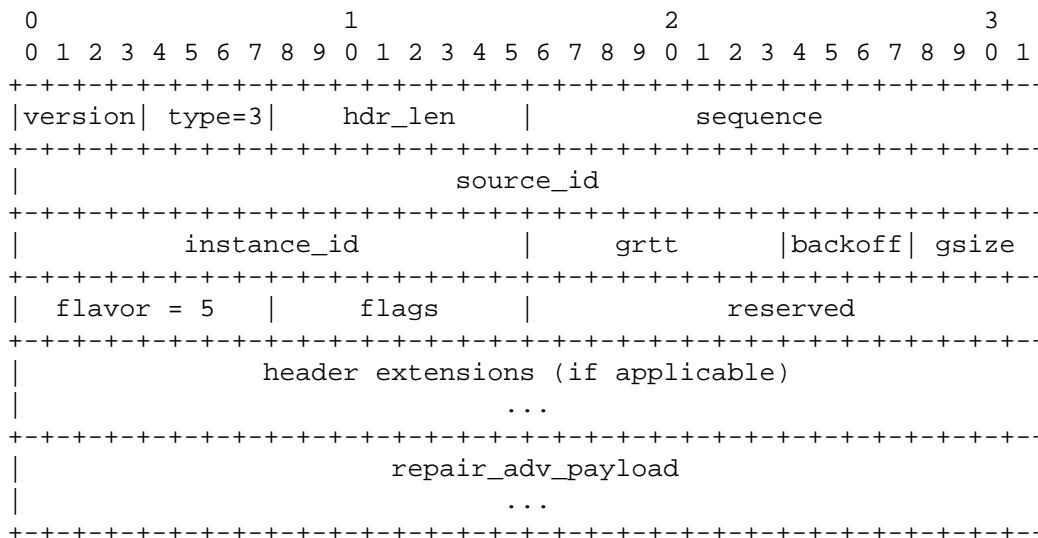 0                   1                   2                   3
 0 1 2 3 4 5 6 7 8 9 0 1 2 3 4 5 6 7 8 9 0 1 2 3 4 5 6 7 8 9 0 1
+-+-+-+-+-+-+-+-+-+-+-+-+-+-+-+-+-+-+-+-+-+-+-+-+-+-+-+-+-+-+-+--
|version| type=3|    hdr_len    |          sequence
+-+-+-+-+-+-+-+-+-+-+-+-+-+-+-+-+-+-+-+-+-+-+-+-+-+-+-+-+-+-+-+--
|                           source_id
+-+-+-+-+-+-+-+-+-+-+-+-+-+-+-+-+-+-+-+-+-+-+-+-+-+-+-+-+-+-+-+--
|          instance_id          |     grtt      |backoff| gsize
+-+-+-+-+-+-+-+-+-+-+-+-+-+-+-+-+-+-+-+-+-+-+-+-+-+-+-+-+-+-+-+--
|  flavor = 5   |     flags     |            reserved
+-+-+-+-+-+-+-+-+-+-+-+-+-+-+-+-+-+-+-+-+-+-+-+-+-+-+-+-+-+-+-+--
|               header extensions (if applicable)
|                              ...
+-+-+-+-+-+-+-+-+-+-+-+-+-+-+-+-+-+-+-+-+-+-+-+-+-+-+-+-+-+-+-+--
|                       repair_adv_payload
|                              ...
+-+-+-+-+-+-+-+-+-+-+-+-+-+-+-+-+-+-+-+-+-+-+-+-+-+-+-+-+-+-+-+--